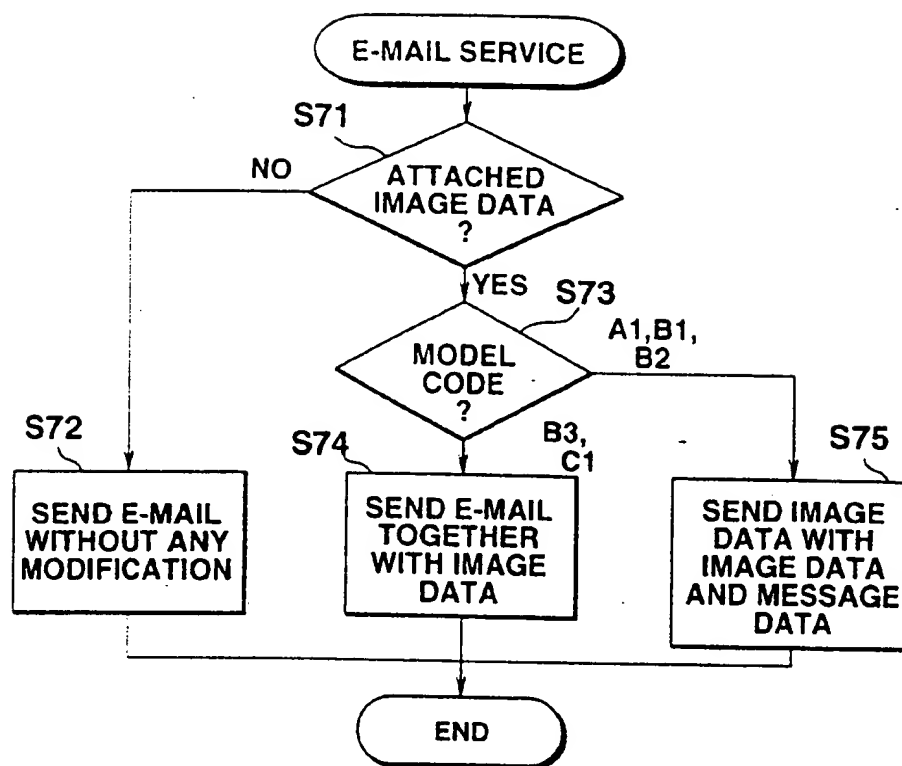 E-MAIL SERVICE
S71
NO
ATTACHED
IMAGE DATA
?
YES
S73
A1,B1,
B2
MODEL
CODE
?
S72
S74
B3,
C1
S75
SEND E-MAIL
WITHOUT ANY
MODIFICATION
SEND E-MAIL
TOGETHER
WITH IMAGE
DATA
SEND IMAGE
DATA WITH
IMAGE DATA
AND MESSAGE
DATA
END